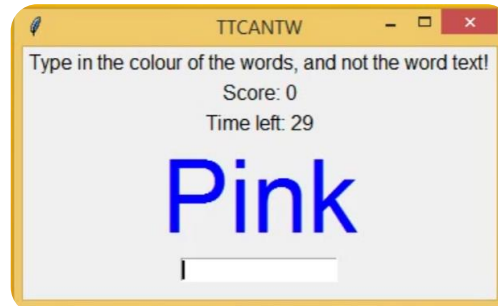 TTCANTW
Type in the colour of the words, and not the word text!
Score: 0
Time left: 29
Pink